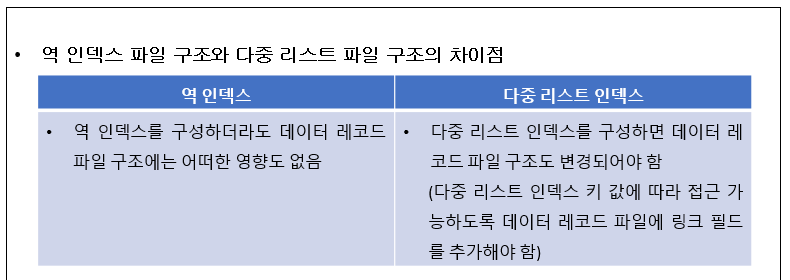 • 역 인덱스 파일 구조와 다중 리스트 파일 구조의 차이점
역 인덱스
다중 리스트 인덱스
• 역 인덱스를 구성하더라도 데이터 레코드
파일 구조에는 어떠한 영향도 없음
• 다중 리스트 인덱스를 구성하면 데이터 레
코드 파일 구조도 변경되어야 함
(다중 리스트 인덱스 키 값에 따라 접근 가
능하도록 데이터 레코드 파일에 링크 필드
를 추가해야 함)